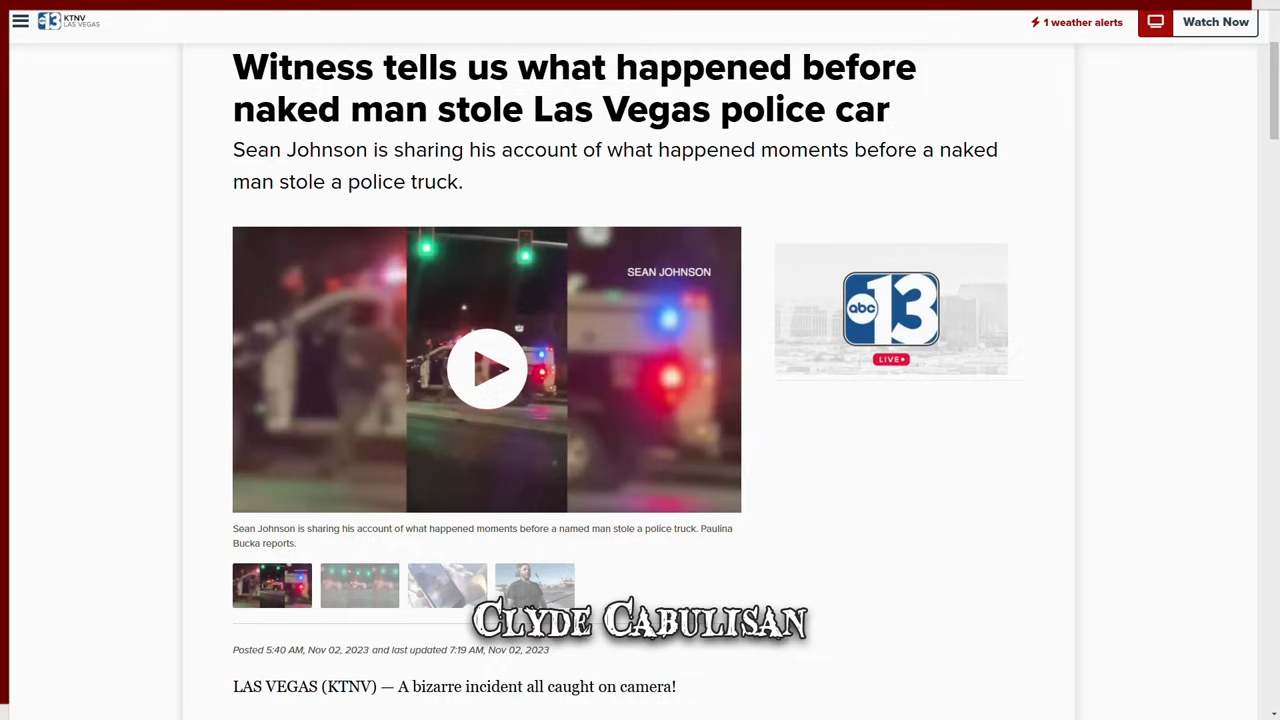 KTNV
LAS VEGAS
1 weather alerts
Watch Now
Witness tells us what happened before
naked man stole Las Vegas police car
Sean Johnson is sharing his account of what happened moments before a naked
man stole a police truck.
SEAN JOHNSON
abc 13
LIVE
Sean Johnson is sharing his account of what happened moments before a named man stole a police truck. Paulina
Bucka reports.
Clyde Cabulisan
Posted 5:40 AM, Nov 02, 2023 and last updated 7:19 AM, Nov 02, 2023
LAS VEGAS (KTNV) — A bizarre incident all caught on camera!